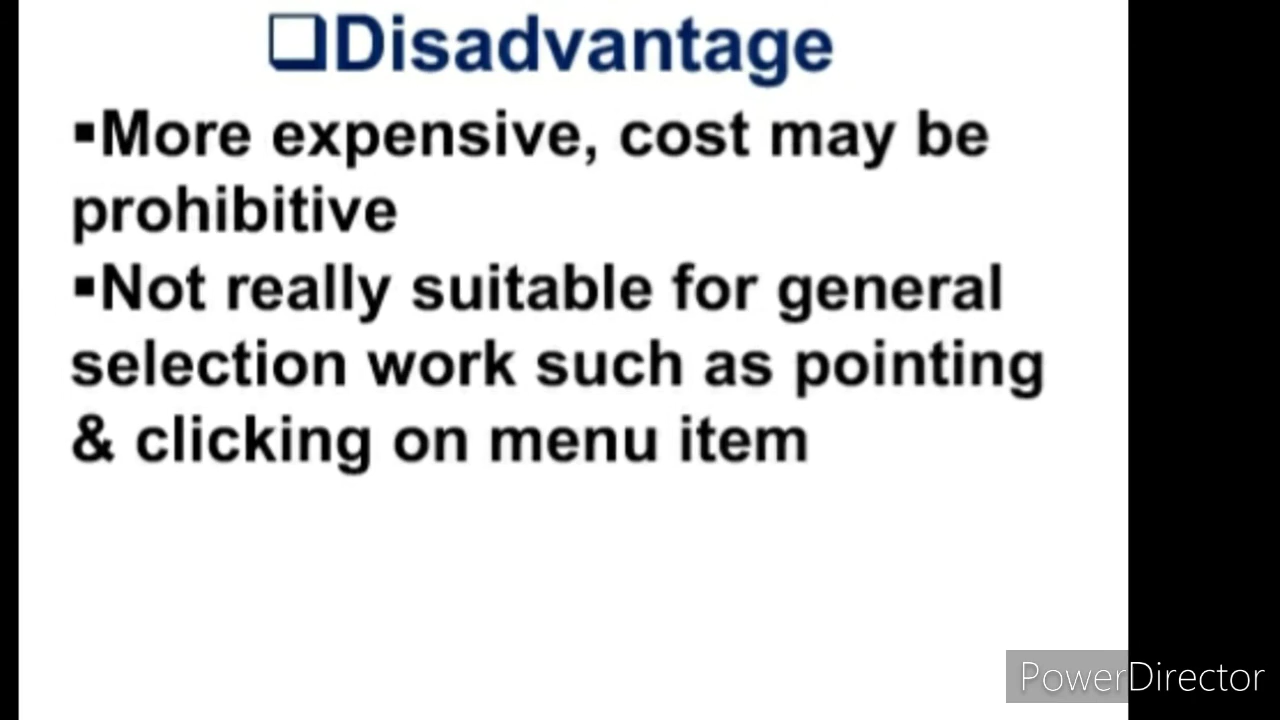 ❑Disadvantage
▪More expensive, cost may be
prohibitive
▪Not really suitable for general
selection work such as pointing
& clicking on menu item
PowerDirector